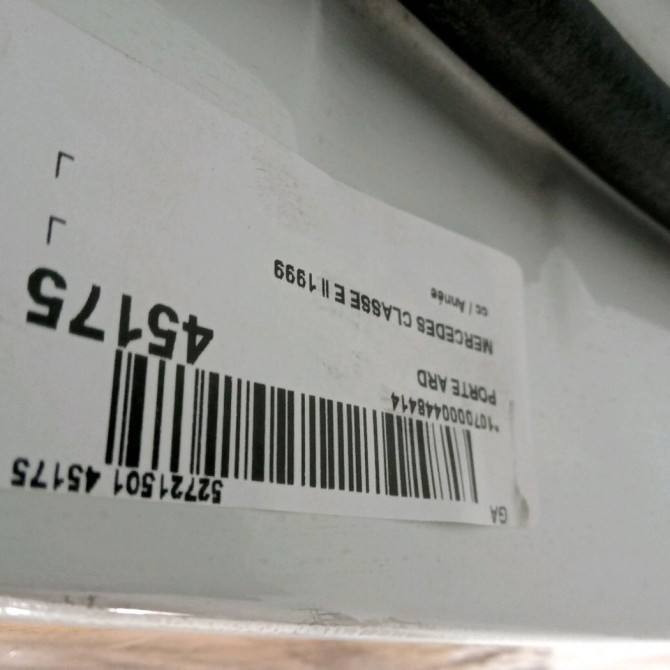 GA
52721501 45175
*1070000448414
PORTE ARD
45175
MERCEDES CLASSE E II 1999
cc / Année